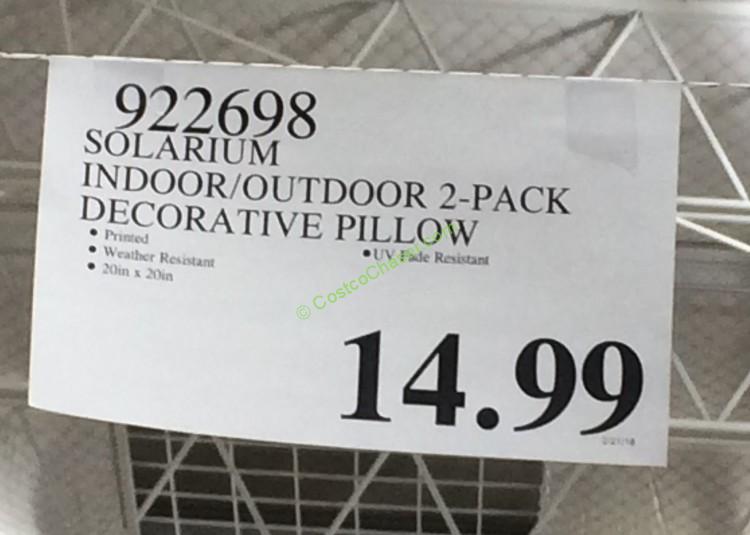 922698
SOLARIUM
INDOOR/OUTDOOR 2-PACK
DECORATIVE PILLOW
• Printed
• UV Fade Resistant
• Weather Resistant
• 20in x 20in
© CostcoChaser.com
14.99